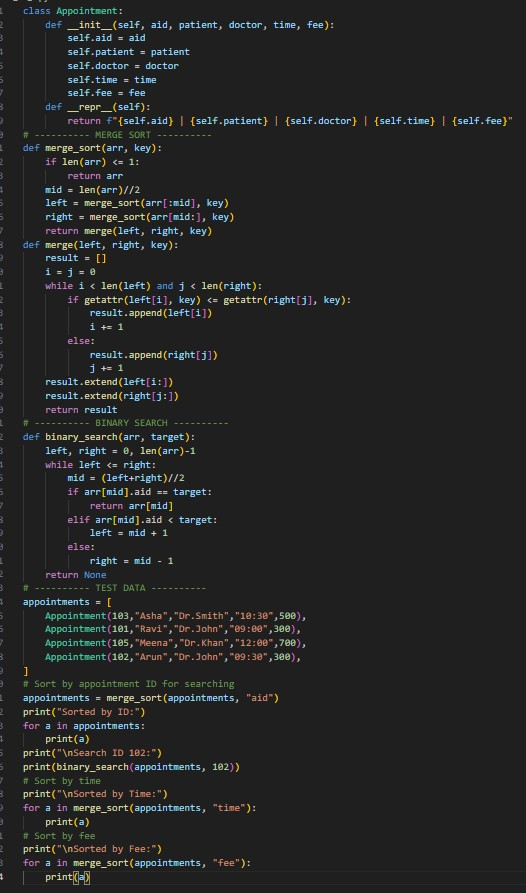 class Appointment:
    def __init__(self, aid, patient, doctor, time, fee):
        self.aid = aid
        self.patient = patient
        self.doctor = doctor
        self.time = time
        self.fee = fee
    def __repr__(self):
        return f"{self.aid} | {self.patient} | {self.doctor} | {self.time} | {self.fee}"
# ---------- MERGE SORT ----------
def merge_sort(arr, key):
    if len(arr) <= 1:
        return arr
    mid = len(arr)//2
    left = merge_sort(arr[:mid], key)
    right = merge_sort(arr[mid:], key)
    return merge(left, right, key)
def merge(left, right, key):
    result = []
    i = j = 0
    while i < len(left) and j < len(right):
        if getattr(left[i], key) <= getattr(right[j], key):
            result.append(left[i])
            i += 1
        else:
            result.append(right[j])
            j += 1
    result.extend(left[i:])
    result.extend(right[j:])
    return result
# ---------- BINARY SEARCH ----------
def binary_search(arr, target):
    left, right = 0, len(arr)-1
    while left <= right:
        mid = (left+right)//2
        if arr[mid].aid == target:
            return arr[mid]
        elif arr[mid].aid < target:
            left = mid + 1
        else:
            right = mid - 1
    return None
# ---------- TEST DATA ----------
appointments = [
    Appointment(103,"Asha","Dr.Smith","10:30",500),
    Appointment(101,"Ravi","Dr.John","09:00",300),
    Appointment(105,"Meena","Dr.Khan","12:00",700),
    Appointment(102,"Arun","Dr.John","09:30",300),
]
# Sort by appointment ID for searching
appointments = merge_sort(appointments, "aid")
print("Sorted by ID:")
for a in appointments:
    print(a)
print("\nSearch ID 102:")
print(binary_search(appointments, 102))
# Sort by time
print("\nSorted by Time:")
for a in merge_sort(appointments, "time"):
    print(a)
# Sort by fee
print("\nSorted by Fee:")
for a in merge_sort(appointments, "fee"):
    print(a)